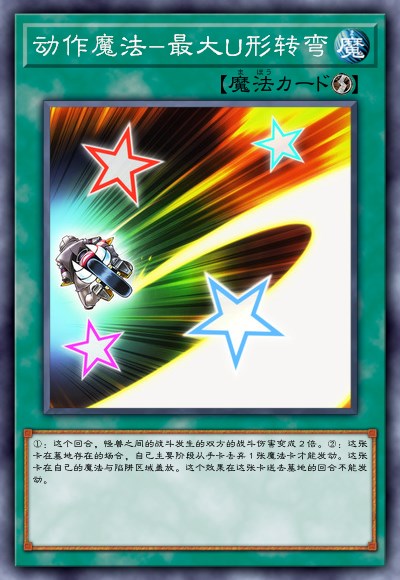 动作魔法-最大U形转弯 魔
【魔法カード】
まほう
①：这个回合，怪兽之间的战斗发生的双方的战斗伤害变成2倍。②：这张
卡在墓地存在的场合，自己主要阶段从手卡丢弃1张魔法卡才能发动。这张
卡在自己的魔法与陷阱区域盖放。这个效果在这张卡送去墓地的回合不能发
动。